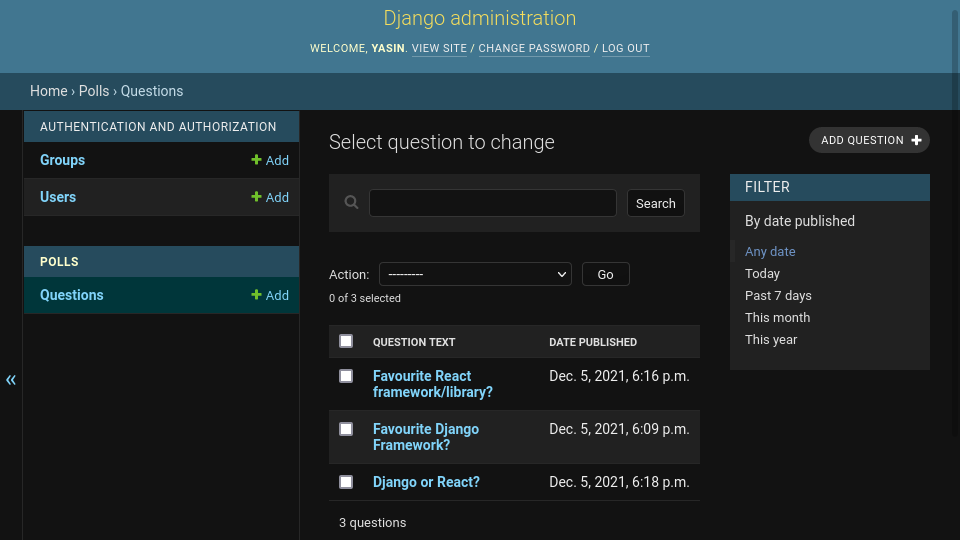 Django administration
WELCOME, YASIN. VIEW SITE / CHANGE PASSWORD / LOG OUT
Home › Polls › Questions
AUTHENTICATION AND AUTHORIZATION
Groups + Add
Users + Add
POLLS
Questions + Add
«
Select question to change
ADD QUESTION +
Search
Action: --------- Go
0 of 3 selected
QUESTION TEXT DATE PUBLISHED
Favourite React Dec. 5, 2021, 6:16 p.m.
framework/library?
Favourite Django Dec. 5, 2021, 6:09 p.m.
Framework?
Django or React? Dec. 5, 2021, 6:18 p.m.
3 questions
FILTER
By date published
Any date
Today
Past 7 days
This month
This year